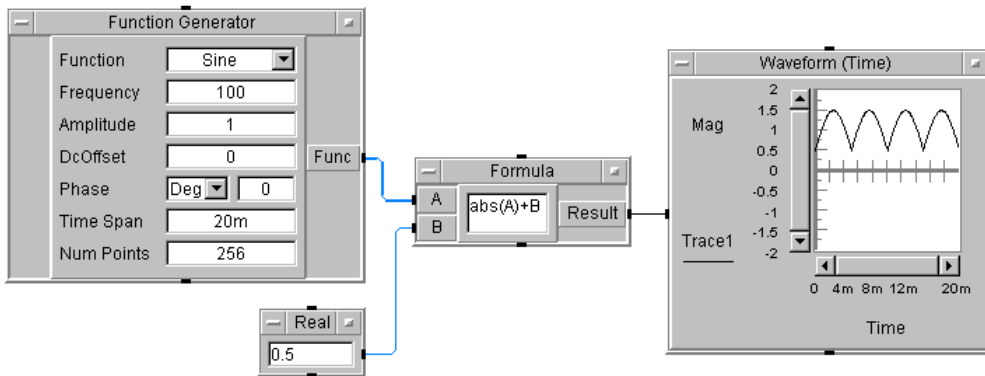 Function Generator
Function Sine
Frequency 100
Amplitude 1
DcOffset 0
Phase Deg 0
Time Span 20m
Num Points 256
Func
Real
0.5
Formula
A
B
abs(A)+B
Result
Waveform (Time)
Mag
2
1.5
1
0.5
0
-0.5
-1
-1.5
-2
Trace1
0 4m 8m 12m 20m
Time